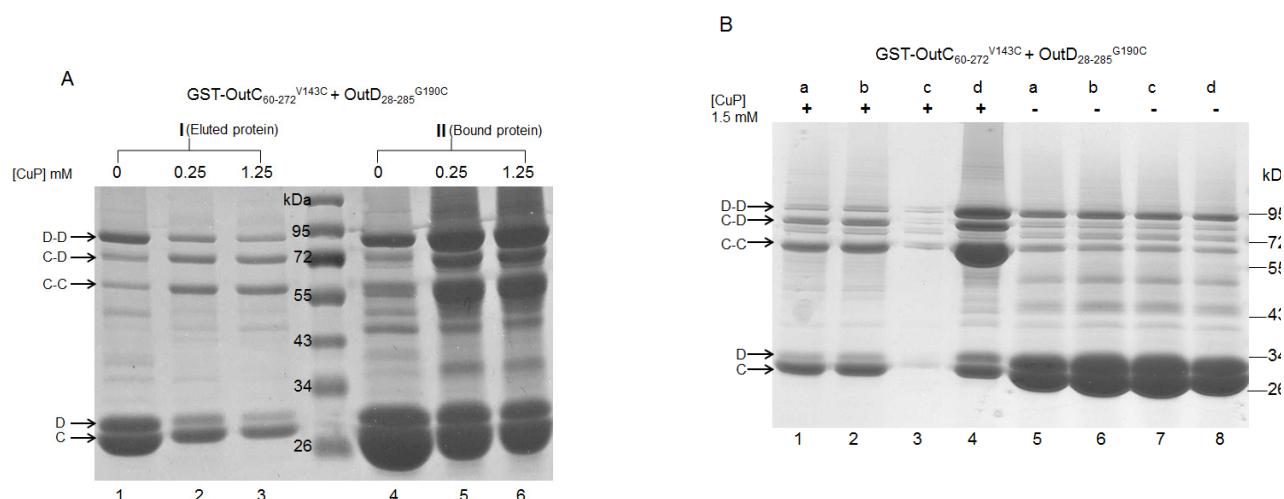 A
GST-OutC60-272V143C + OutD28-285G190C
I (Eluted protein)
II (Bound protein)
[CuP] mM 0 0.25 1.25 0 0.25 1.25
kDa
D-D
95
C-D
72
C-C
55
43
34
D
C
26
1 2 3 4 5 6
B
GST-OutC60-272V143C + OutD28-285G190C
a b c d a b c d
[CuP] + + + + - - - -
1.5 mM
kD
D-D
95
C-D
C-C
72
55
43
D
34
C
26
1 2 3 4 5 6 7 8